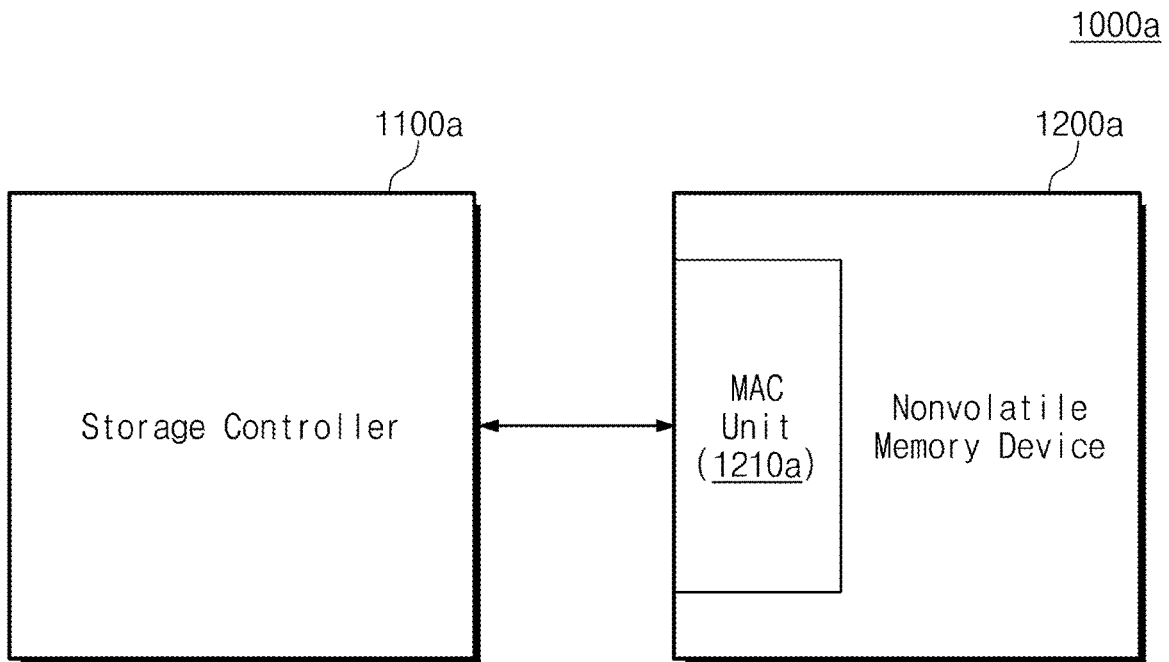 1000a
1100a
1200a
Storage Controller
MAC
Unit
(1210a)
Nonvolatile
Memory Device